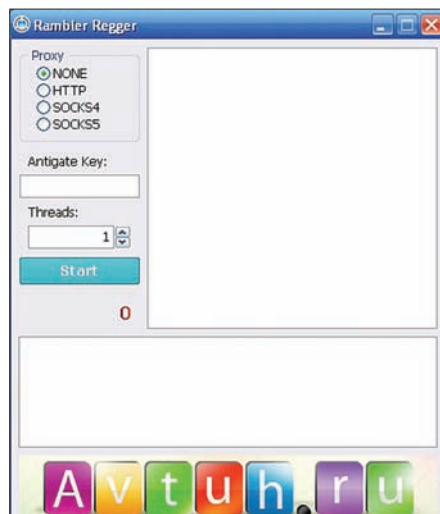 Rambler Regger
Proxy
NONE
HTTP
SOCKS4
SOCKS5
Antigate Key:
Threads:
1
Start
0
Avtuh.ru